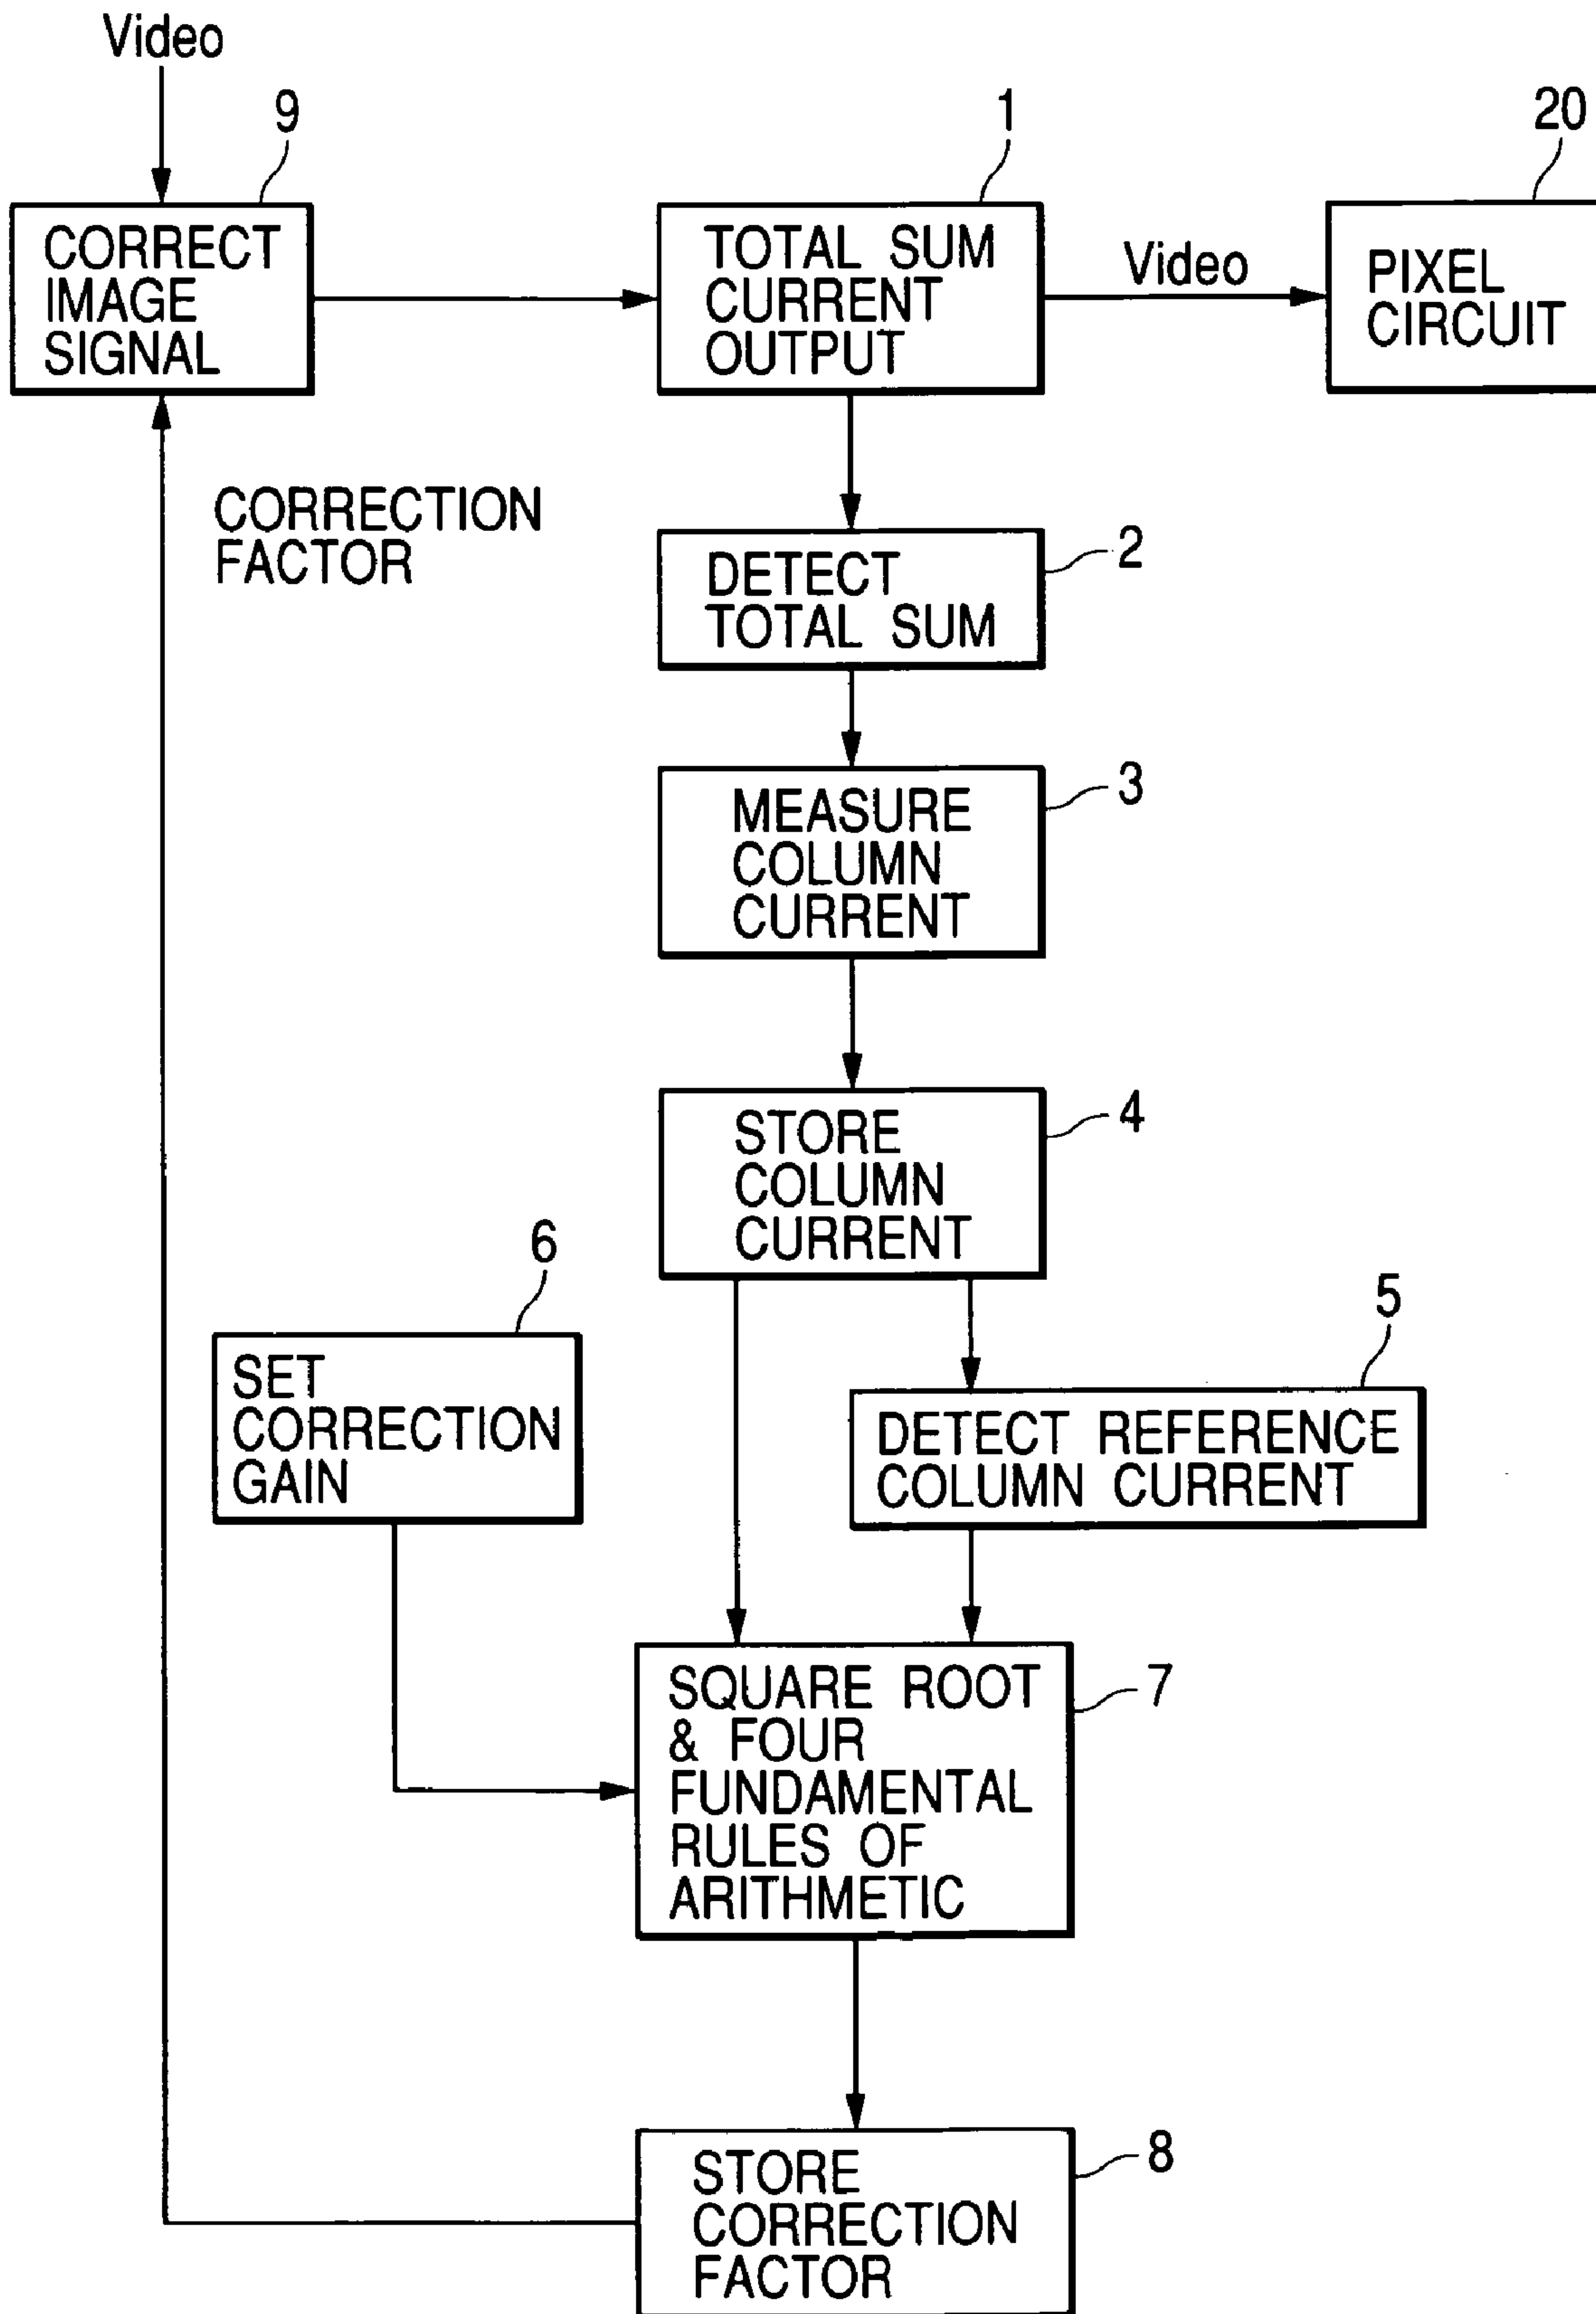 Video
9
1
20
CORRECT
IMAGE
SIGNAL
TOTAL SUM
CURRENT
OUTPUT
Video
PIXEL
CIRCUIT
CORRECTION
FACTOR
DETECT
TOTAL SUM
2
MEASURE
COLUMN
CURRENT
3
STORE
COLUMN
CURRENT
4
6
SET
CORRECTION
GAIN
5
DETECT REFERENCE
COLUMN CURRENT
SQUARE ROOT
& FOUR
FUNDAMENTAL
RULES OF
ARITHMETIC
7
STORE
CORRECTION
FACTOR
8